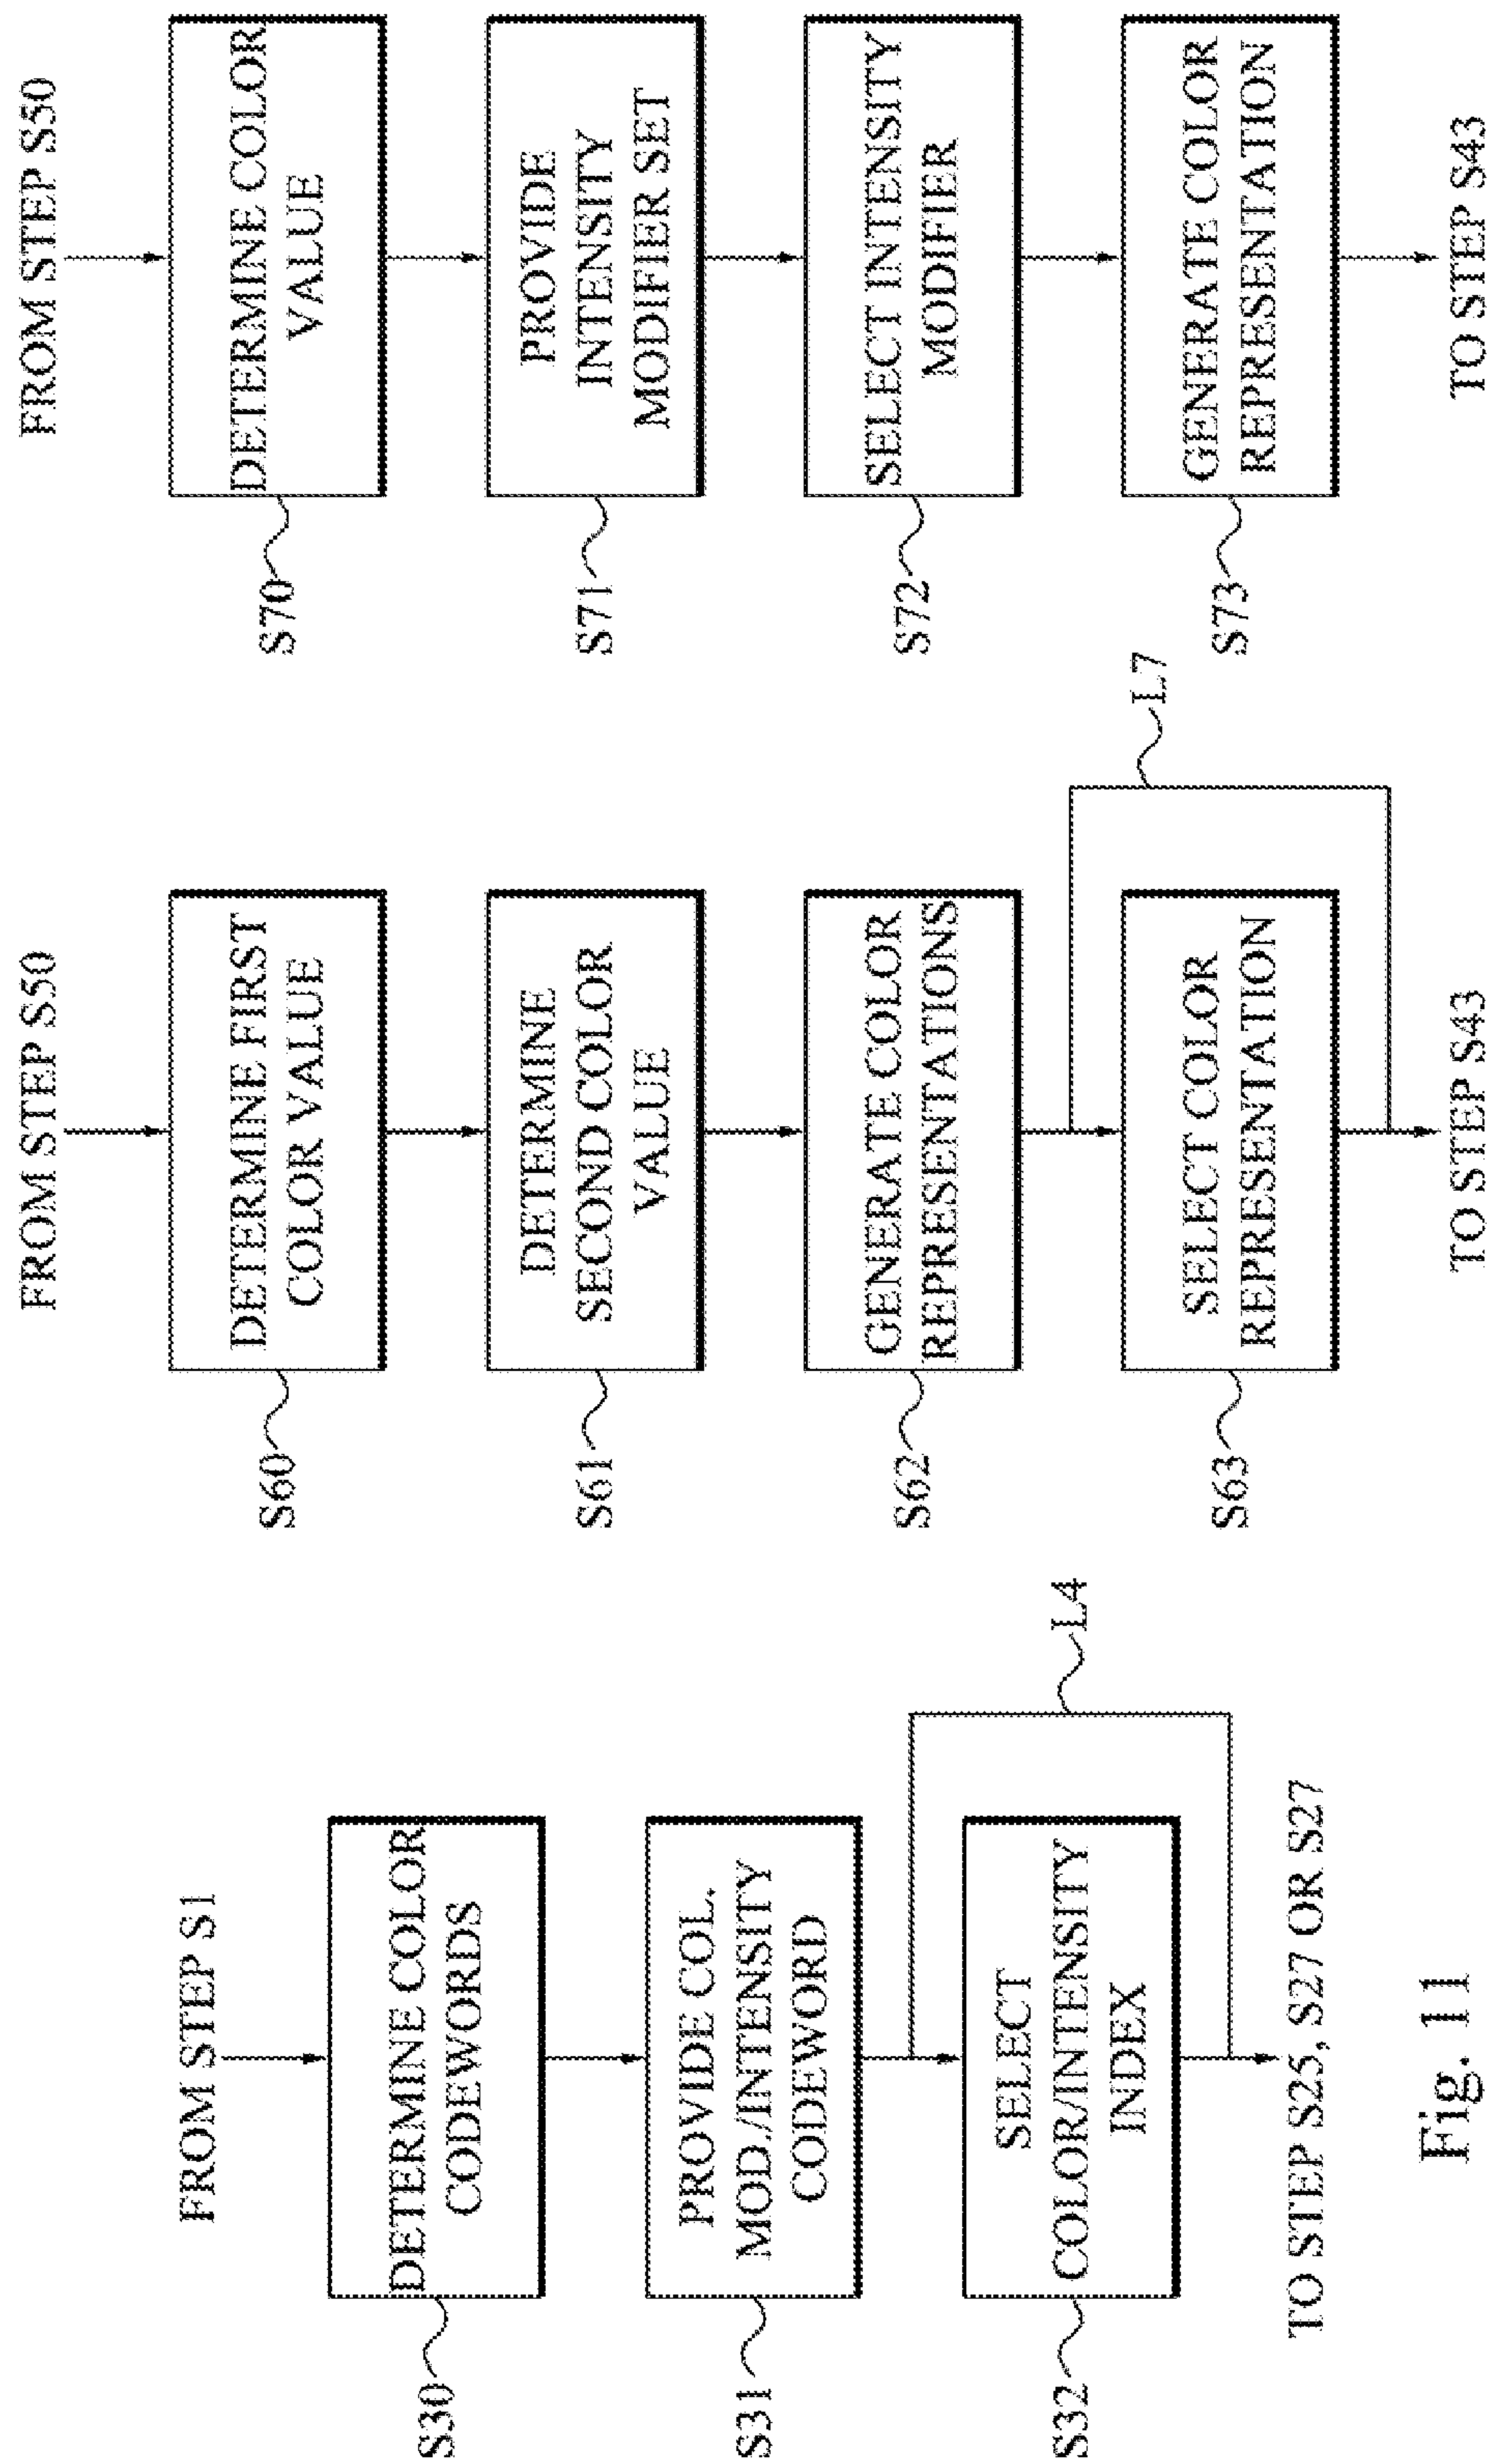 FROM STEP S1
S30
DETERMINE COLOR
CODEWORDS
S31
PROVIDE COL.
MOD./INTENSITY
CODEWORD
S32
SELECT
COLOR/INTENSITY
INDEX
L4
TO STEP S25, S27 OR S27
Fig. 11
FROM STEP S50
S60
DETERMINE FIRST
COLOR VALUE
S61
DETERMINE
SECOND COLOR
VALUE
S62
GENERATE COLOR
REPRESENTATIONS
S63
SELECT COLOR
REPRESENTATION
L7
TO STEP S43
FROM STEP S50
S70
DETERMINE COLOR
VALUE
S71
PROVIDE
INTENSITY
MODIFIER SET
S72
SELECT INTENSITY
MODIFIER
S73
GENERATE COLOR
REPRESENTATION
TO STEP S43